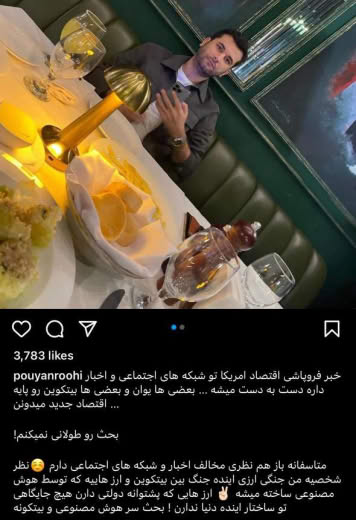 3,783 likes
pouyanroohi خبر فروپاشی اقتصاد امریکا تو شبکه های اجتماعی و اخبار
داره دست به دست میشه ... بعضی ها یوان و بعضی ها بیتکوین رو پایه
اقتصاد جدید میدونن ...
بحث رو طولانی نمیکنم!
متاسفانه باز هم نظری مخالف اخبار و شبکه های اجتماعی دارم ☺️ نظر
شخصیه من جنگی ارزی اینده جنگ بین بیتکوین و ارز هاییه که توسط هوش
مصنوعی ساخته میشه ✌🏻 ارز هایی که پشتوانه دولتی دارن هیچ جایگاهی
تو ساختار اینده دنیا ندارن ! بحث سر هوش مصنوعی و بیتکوینه